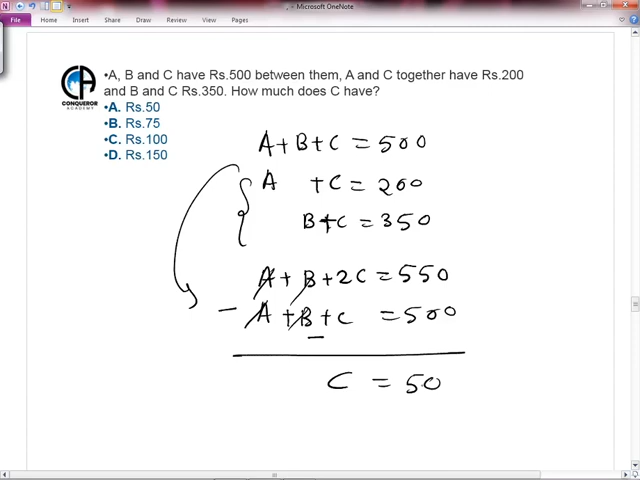 , - Microsoft OneNote
File Home Insert Share Draw Review View Pages
•A, B and C have Rs.500 between them, A and C together have Rs.200
and B and C Rs.350. How much does C have?
CONQUEROR
ACADEMY
•A. Rs.50
•B. Rs.75
•C. Rs.100
•D. Rs.150
A+B+C = 500
A +C = 200
B+C = 350
A + B +2C = 550
- A +B +C = 500
C = 50